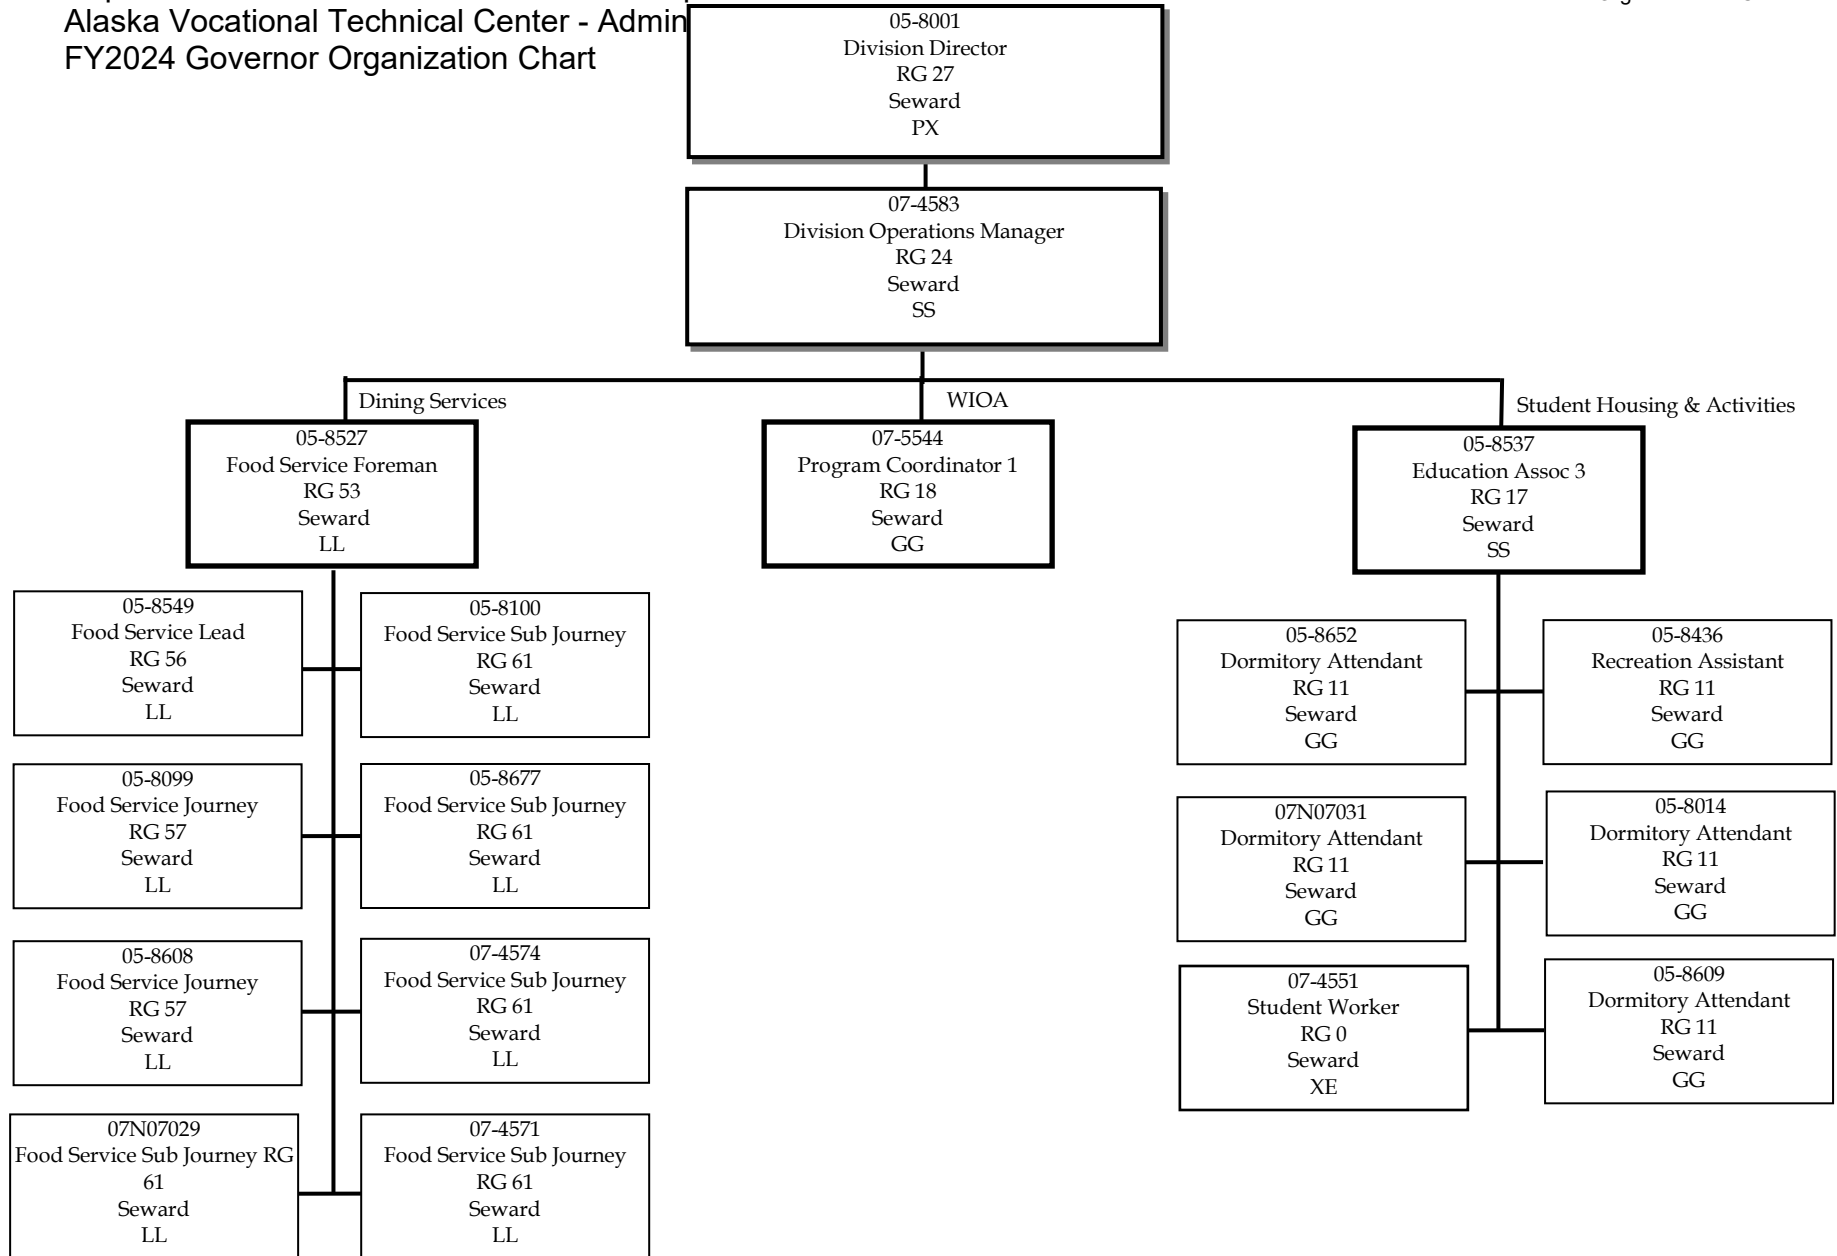 Alaska Vocational Technical Center - Admin
FY2024 Governor Organization Chart
05-8001
Division Director
RG 27
Seward
PX
07-4583
Division Operations Manager
RG 24
Seward
SS
Dining Services
WIOA
Student Housing & Activities
05-8527
Food Service Foreman
RG 53
Seward
LL
07-5544
Program Coordinator 1
RG 18
Seward
GG
05-8537
Education Assoc 3
RG 17
Seward
SS
05-8549
Food Service Lead
RG 56
Seward
LL
05-8100
Food Service Sub Journey
RG 61
Seward
LL
05-8099
Food Service Journey
RG 57
Seward
LL
05-8677
Food Service Sub Journey
RG 61
Seward
LL
05-8608
Food Service Journey
RG 57
Seward
LL
07-4574
Food Service Sub Journey
RG 61
Seward
LL
07N07029
Food Service Sub Journey RG
61
Seward
LL
07-4571
Food Service Sub Journey
RG 61
Seward
LL
05-8652
Dormitory Attendant
RG 11
Seward
GG
05-8436
Recreation Assistant
RG 11
Seward
GG
07N07031
Dormitory Attendant
RG 11
Seward
GG
05-8014
Dormitory Attendant
RG 11
Seward
GG
07-4551
Student Worker
RG 0
Seward
XE
05-8609
Dormitory Attendant
RG 11
Seward
GG